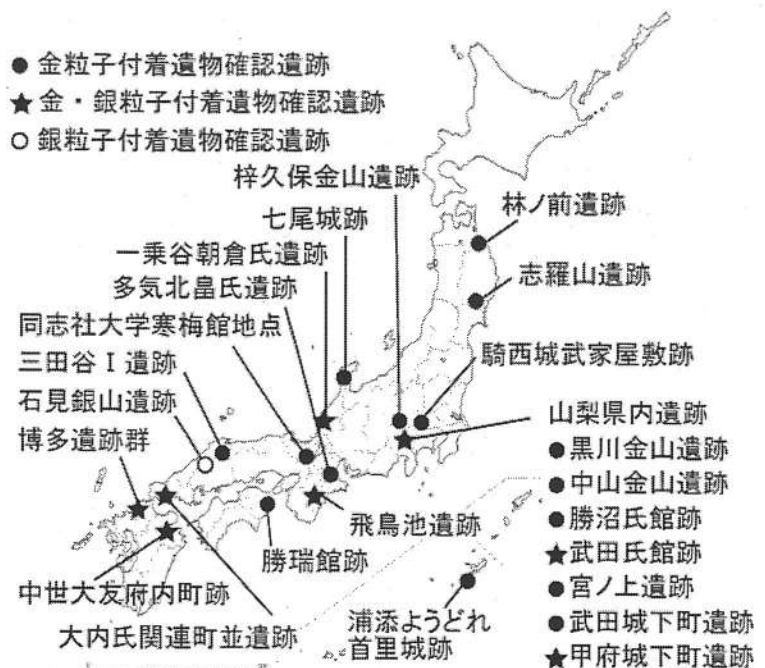 ● 金粒子付着遺物確認遺跡
★ 金・銀粒子付着遺物確認遺跡
○ 銀粒子付着遺物確認遺跡
梓久保金山遺跡
七尾城跡
一乗谷朝倉氏遺跡
多気北畠氏遺跡
同志社大学寒梅館地点
三田谷Ⅰ遺跡
石見銀山遺跡
博多遺跡群
林ノ前遺跡
志羅山遺跡
騎西城武家屋敷跡
山梨県内遺跡
●黒川金山遺跡
●中山金山遺跡
●勝沼氏館跡
★武田氏館跡
●宮ノ上遺跡
●武田城下町遺跡
★甲府城下町遺跡
飛鳥池遺跡
勝瑞館跡
中世大友府内町跡
大内氏関連町並遺跡
浦添ようどれ
首里城跡